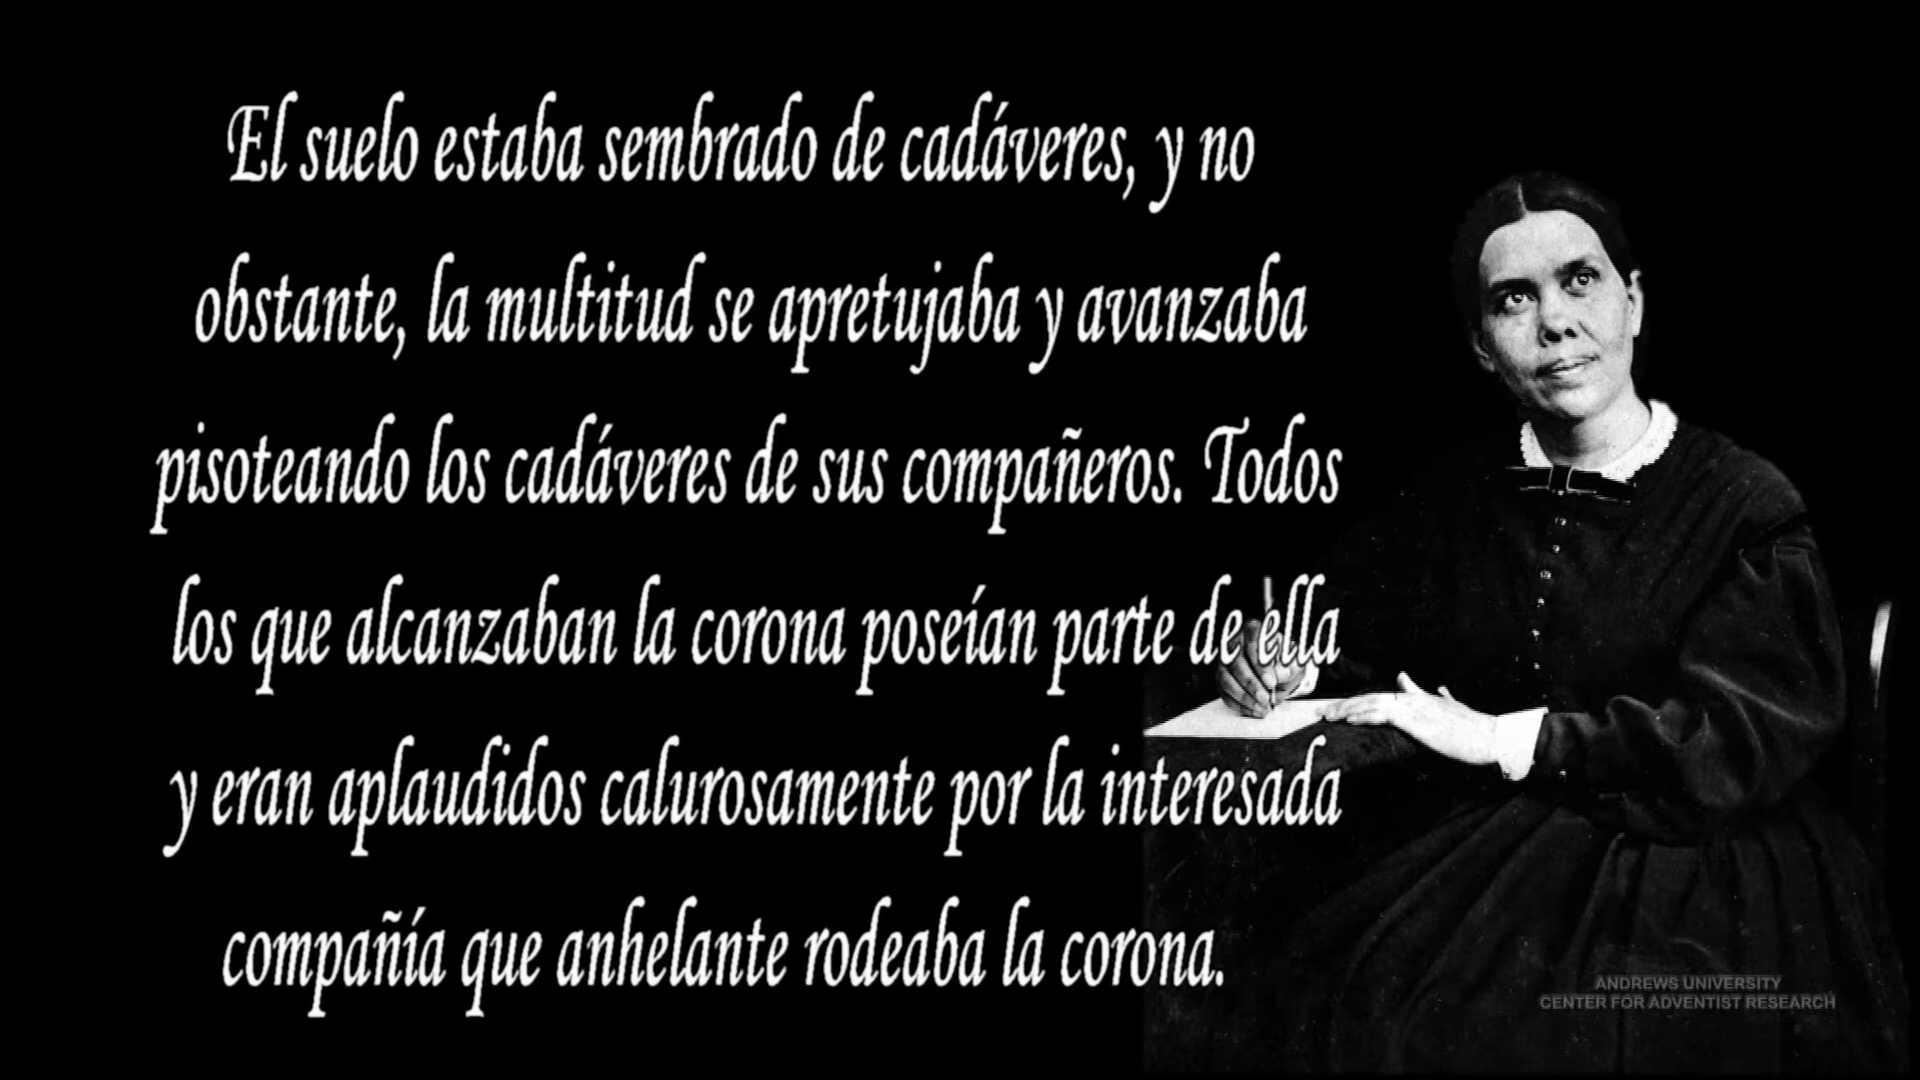 El suelo estaba sembrado de cadáveres, y no
obstante, la multitud se apretujaba y avanzaba
pisoteando los cadáveres de sus compañeros. Todos
los que alcanzaban la corona poseían parte de ella
y eran aplaudidos calurosamente por la interesada
compañía que anhelante rodeaba la corona.
ANDREWS UNIVERSITY
CENTER FOR ADVENTIST RESEARCH